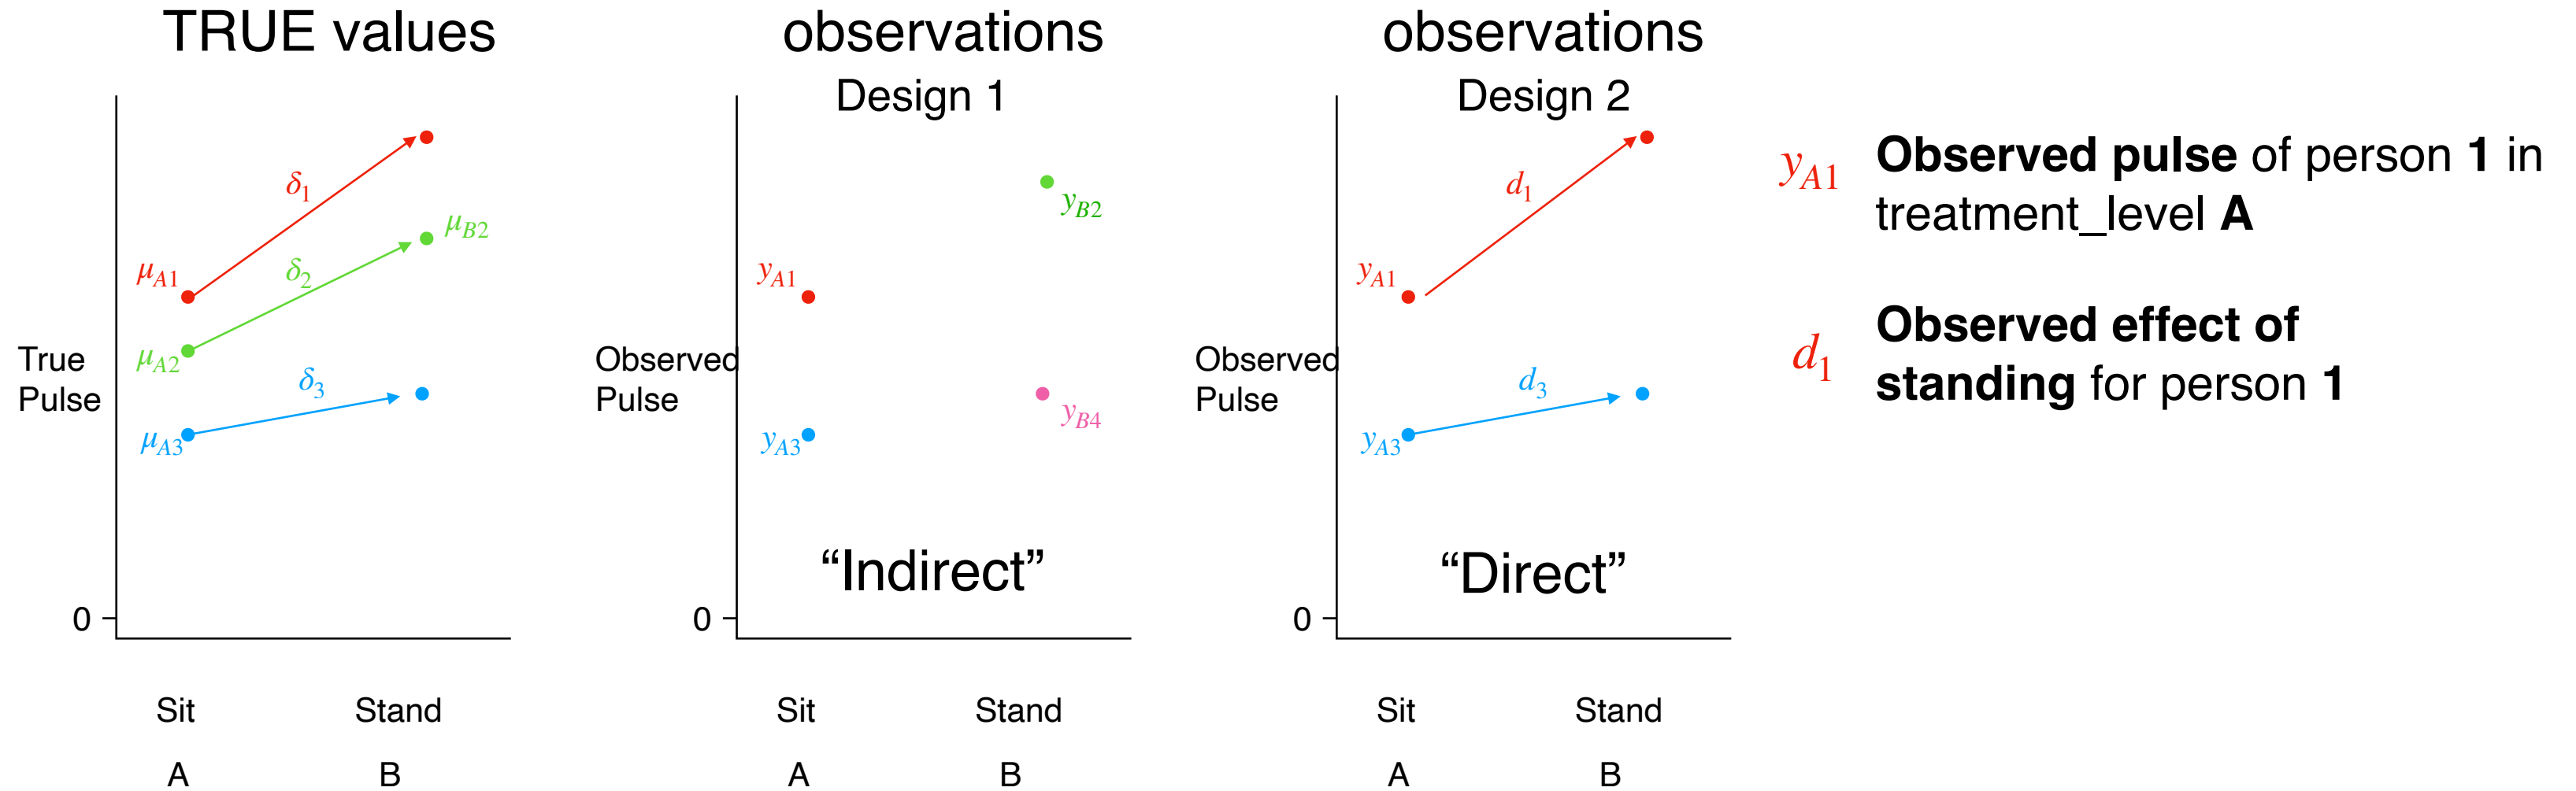 TRUE values
δ1
μB2
μA1
δ2
μA2
δ3
μA3
True
Pulse
0
Sit
Stand
A
B
observations
Design 1
yB2
yA1
Observed
Pulse
yB4
yA3
“Indirect”
0
Sit
Stand
A
B
observations
Design 2
d1
yA1
Observed
Pulse
d3
yA3
“Direct”
0
Sit
Stand
A
B
yA1
Observed pulse of person 1 in
treatment_level A
d1
Observed effect of
standing for person 1